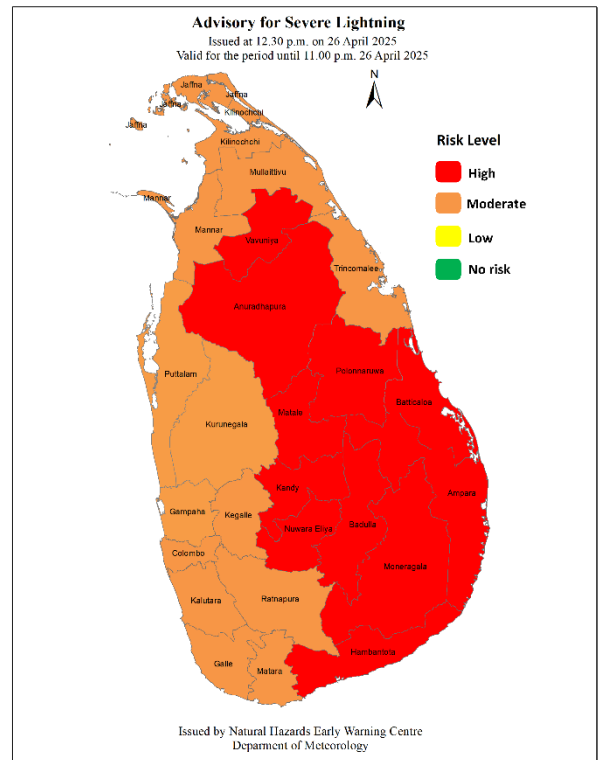 Advisory for Severe Lightning
Issued at 12.30 p.m. on 26 April 2025
Valid for the period until 11.00 p.m. 26 April 2025
N
Jaffna
Jaffna
Jaffna
Kilinochchi
Jaffna
Kilinochchi
Mullaittivu
Risk Level
High
Moderate
Low
No risk
Mannar
Mannar
Vavuniya
Trincomalee
Anuradhapura
Puttalam
Polonnaruwa
Batticaloa
Matale
Kurunegala
Kandy
Ampara
Gampaha
Kegalle
Nuwara Eliya
Badulla
Colombo
Moneragala
Kalutara
Ratnapura
Hambantota
Galle
Matara
Issued by Natural Hazards Early Warning Centre
Deparment of Meteorology